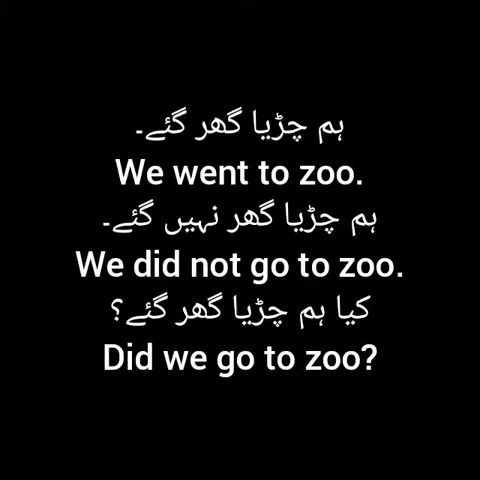 ہم چڑیا گھر گئے۔
We went to zoo.
ہم چڑیا گھر نہیں گئے۔
We did not go to zoo.
کیا ہم چڑیا گھر گئے؟
Did we go to zoo?